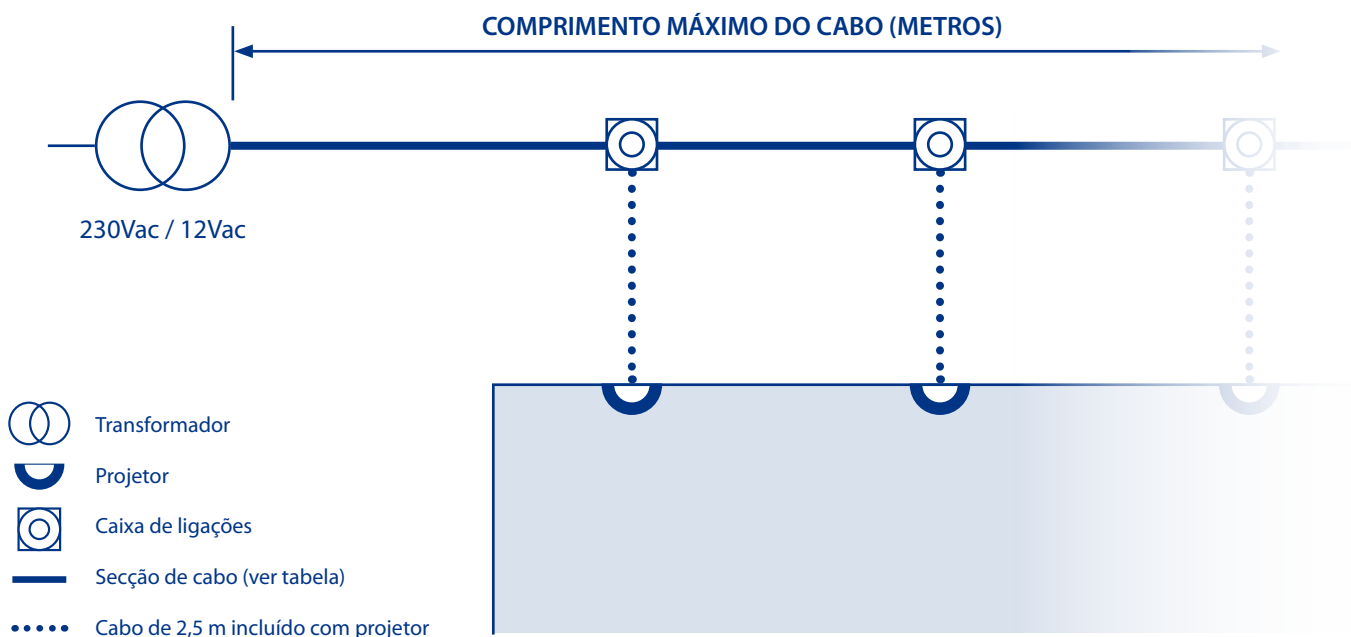 COMPRIMENTO MÁXIMO DO CABO (METROS)
230Vac / 12Vac
Transformador
Projetor
Caixa de ligações
Secção de cabo (ver tabela)
Cabo de 2,5 m incluído com projetor